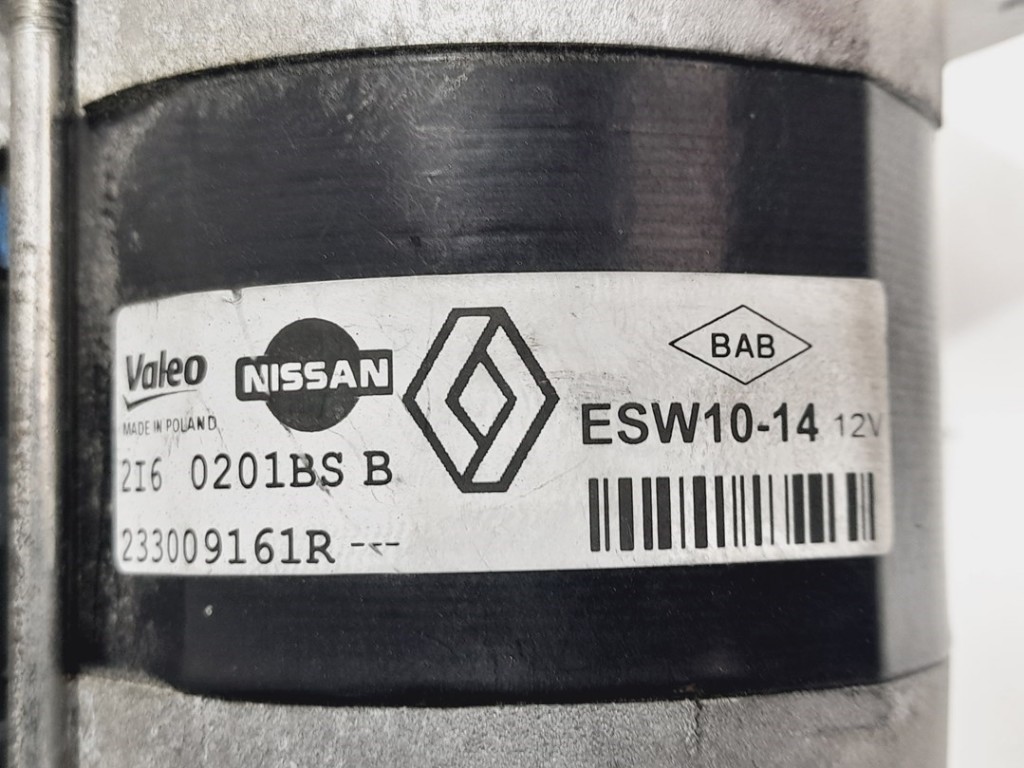 Valeo
MADE IN POLAND
NISSAN
BAB
ESW10-14 12V
2I6 0201BS B
233009161R ---